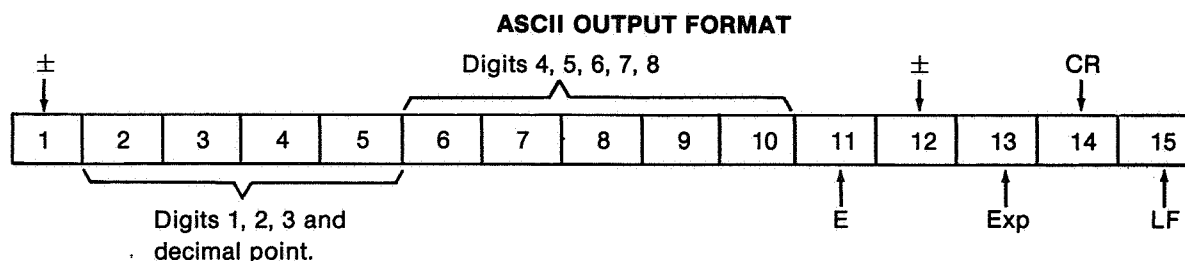 ASCII OUTPUT FORMAT
± Digits 4, 5, 6, 7, 8 ± CR
1 2 3 4 5 6 7 8 9 10 11 12 13 14 15
Digits 1, 2, 3 and E Exp LF
decimal point.